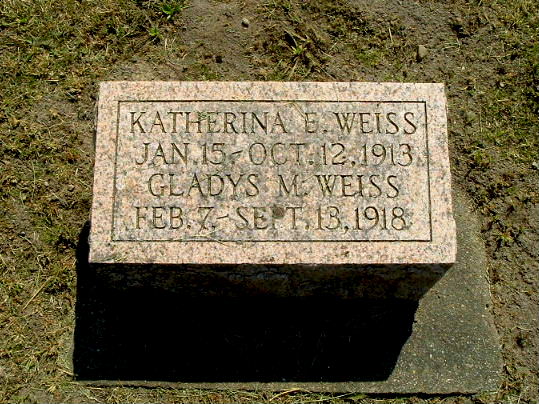 KATHERINA E. WEISS
JAN. 15 - OCT. 12, 1913
GLADYS M. WEISS
FEB. 7 - SEPT. 13, 1918